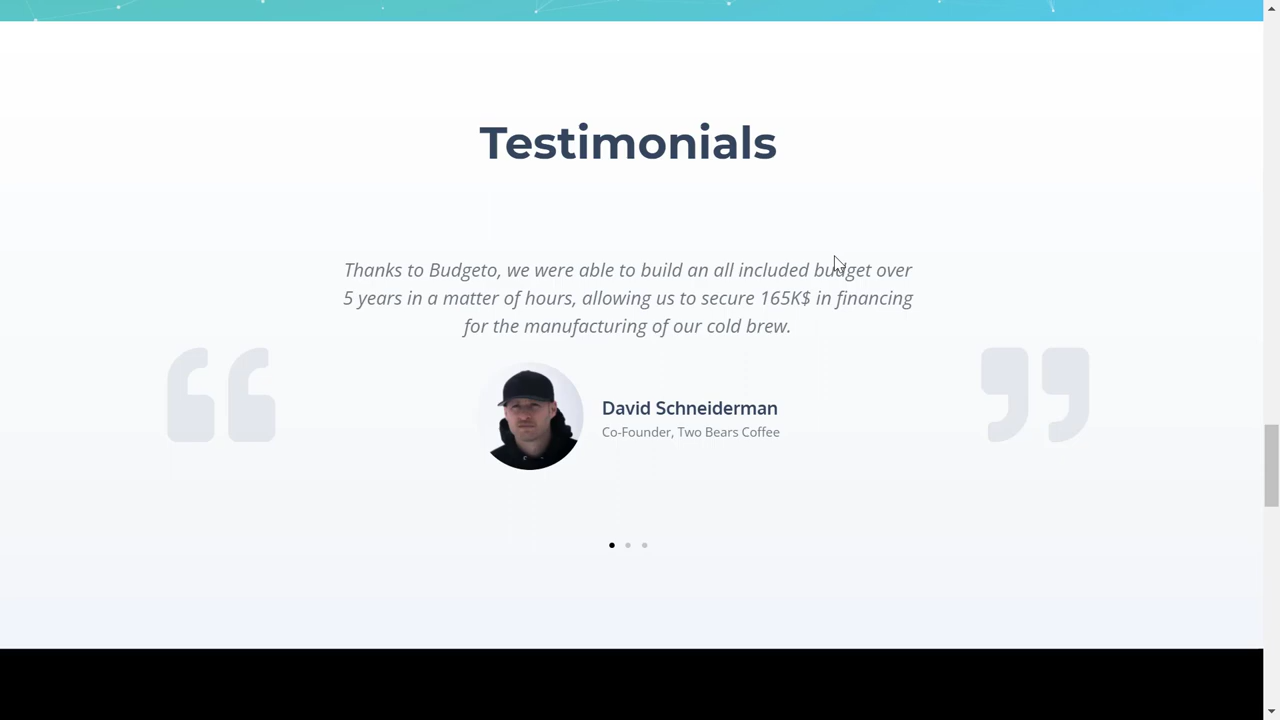 Testimonials
Thanks to Budgeto, we were able to build an all included budget over
5 years in a matter of hours, allowing us to secure 165K$ in financing
for the manufacturing of our cold brew.
David Schneiderman
Co-Founder, Two Bears Coffee